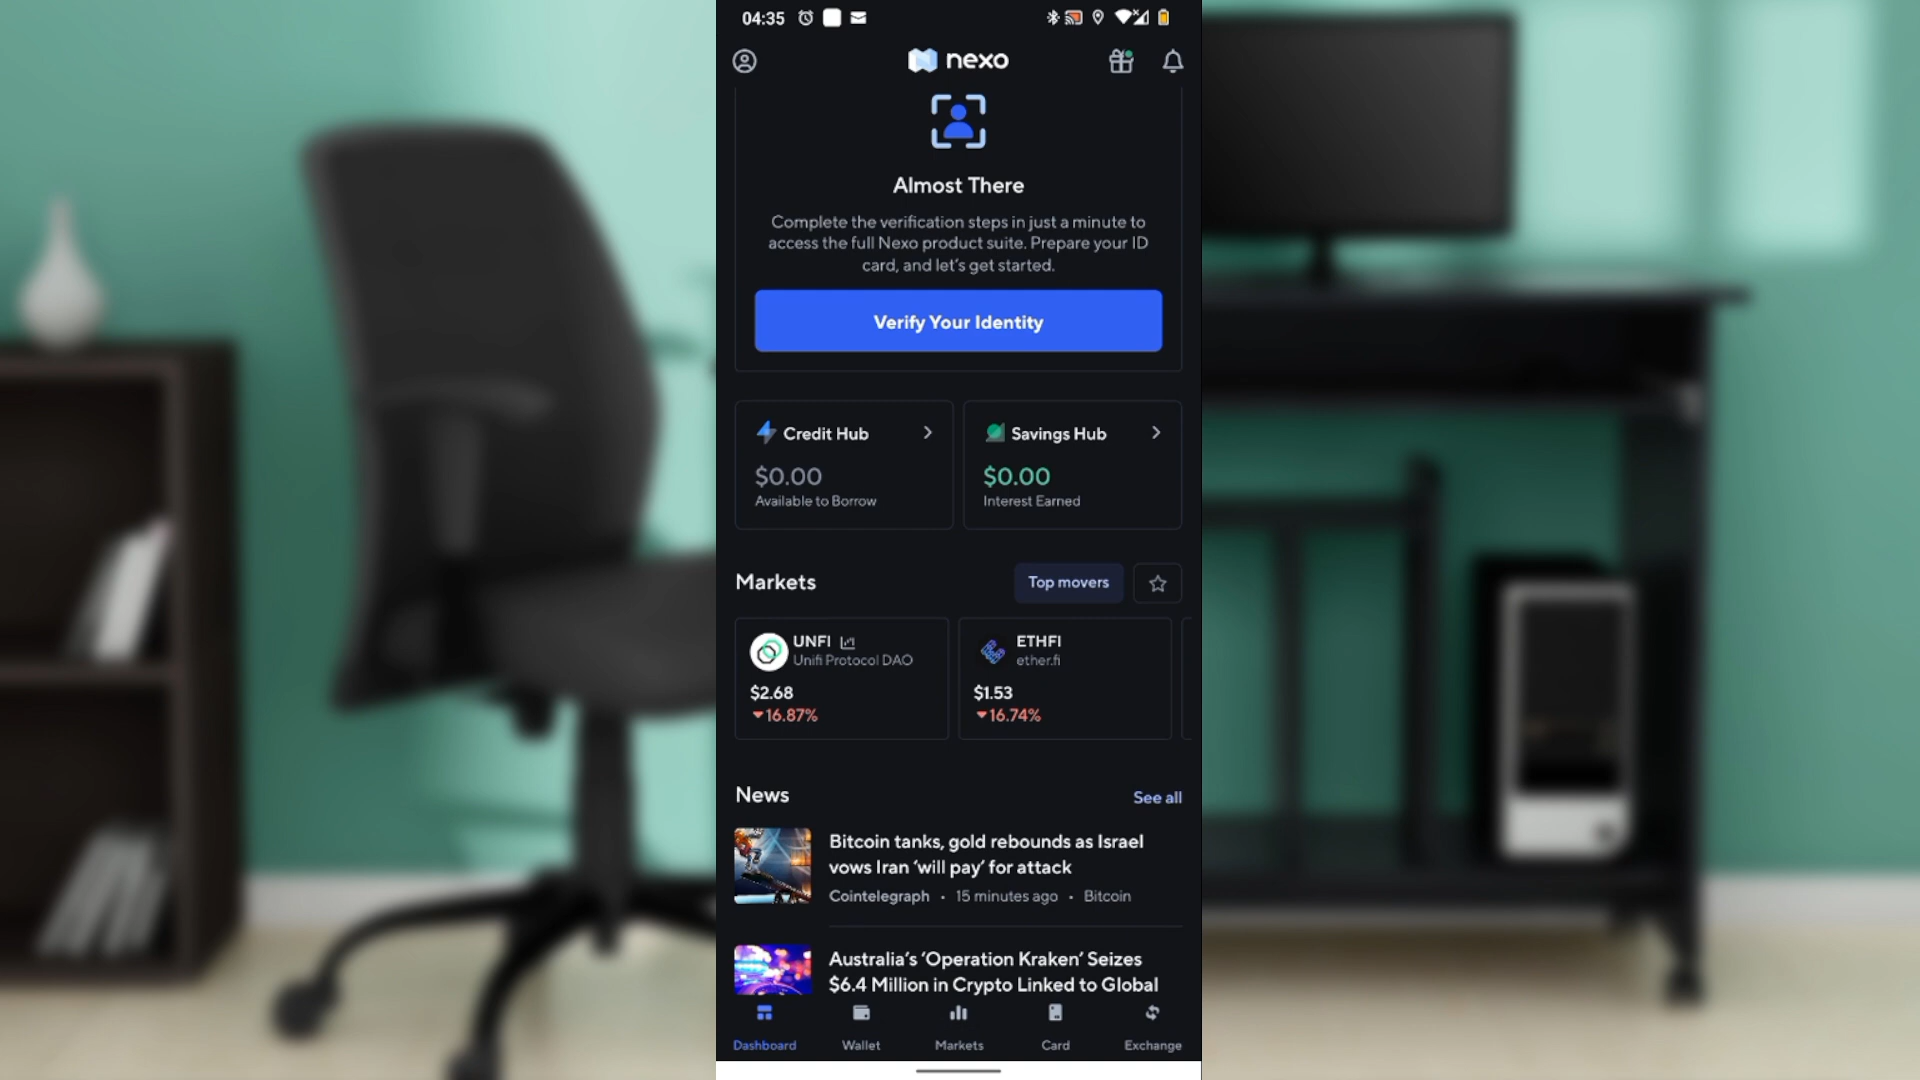 04:35
nexo
Almost There
Complete the verification steps in just a minute to
access the full Nexo product suite. Prepare your ID
card, and let's get started.
Verify Your Identity
Credit Hub
$0.00
Available to Borrow
Savings Hub
$0.00
Interest Earned
Markets
Top movers
UNFI
Unifi Protocol DAO
$2.68
16.87%
ETHFI
ether.fi
$1.53
16.74%
News
See all
Bitcoin tanks, gold rebounds as Israel
vows Iran ‘will pay’ for attack
Cointelegraph • 15 minutes ago • Bitcoin
Australia’s ‘Operation Kraken’ Seizes
$6.4 Million in Crypto Linked to Global
Dashboard
Wallet
Markets
Card
Exchange